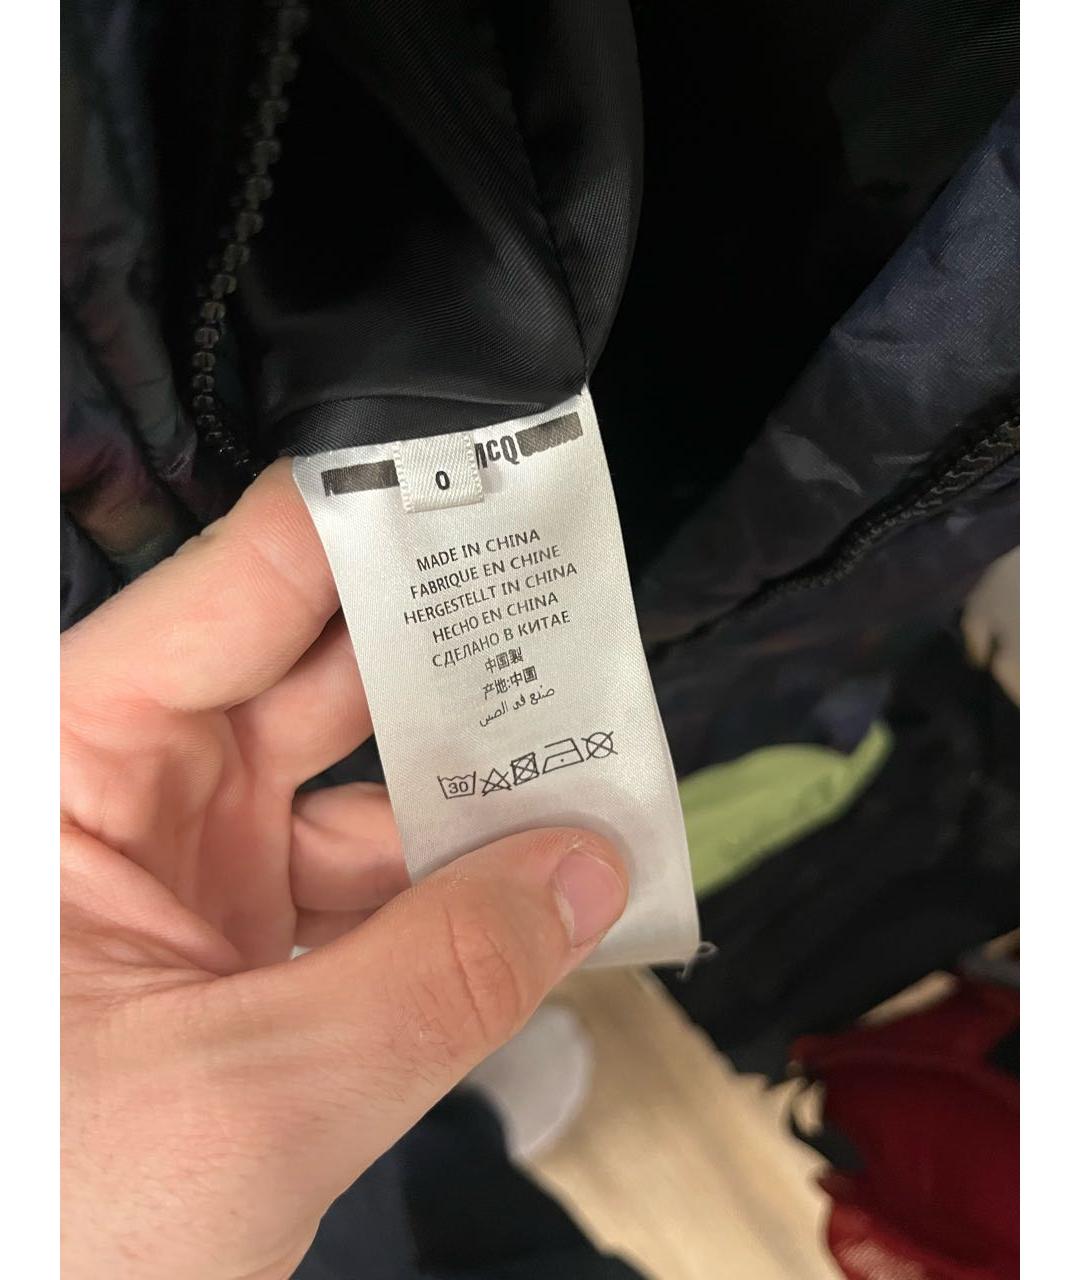 McQ
0
MADE IN CHINA
FABRIQUE EN CHINE
HERGESTELLT IN CHINA
HECHO EN CHINA
СДЕЛАНО В КИТАЕ
中国製
产地:中国
صنع في الصين
30